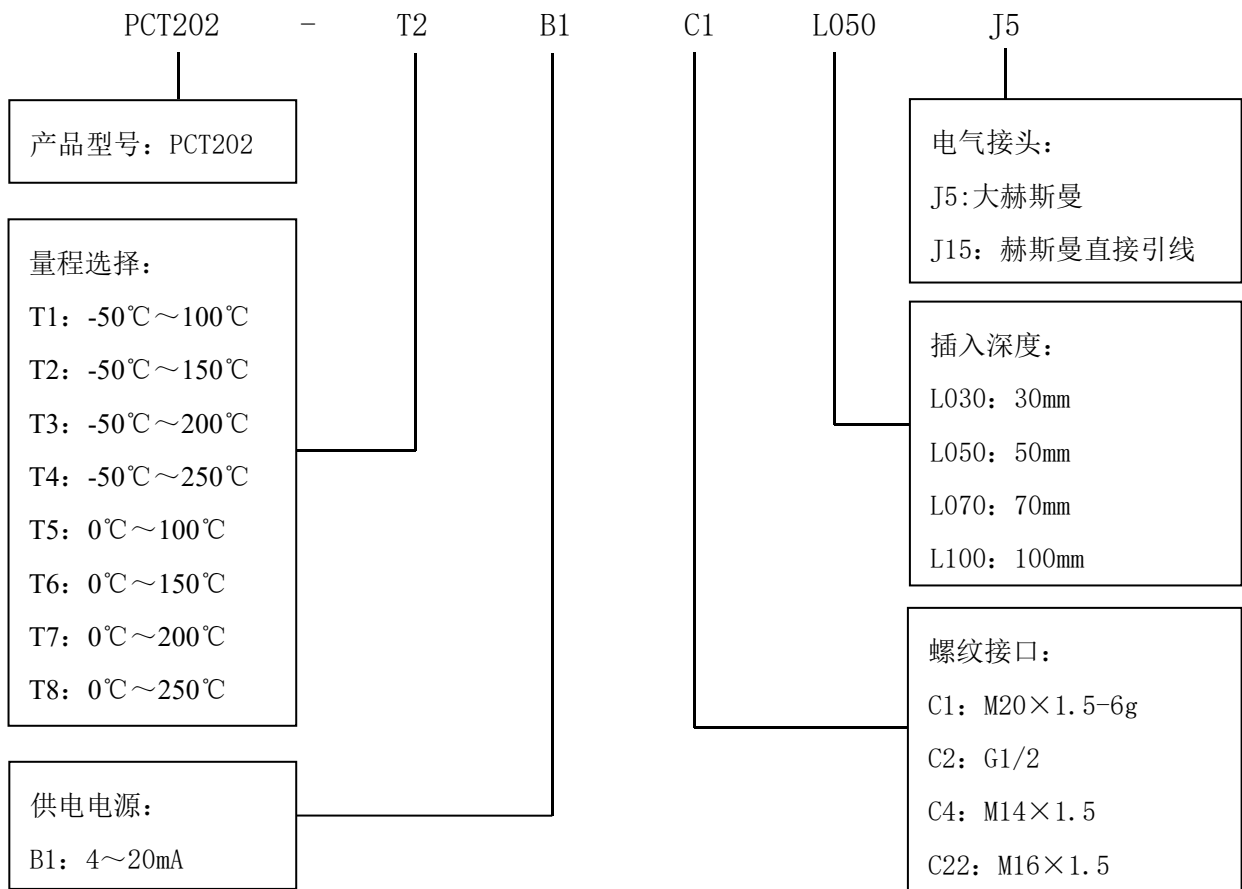 PCT202 - T2 B1 C1 L050 J5
产品型号：PCT202
量程选择：
T1：-50℃～100℃
T2：-50℃～150℃
T3：-50℃～200℃
T4：-50℃～250℃
T5：0℃～100℃
T6：0℃～150℃
T7：0℃～200℃
T8：0℃～250℃
供电电源：
B1：4～20mA
电气接头：
J5:大赫斯曼
J15：赫斯曼直接引线
插入深度：
L030：30mm
L050：50mm
L070：70mm
L100：100mm
螺纹接口：
C1：M20×1.5-6g
C2：G1/2
C4：M14×1.5
C22：M16×1.5